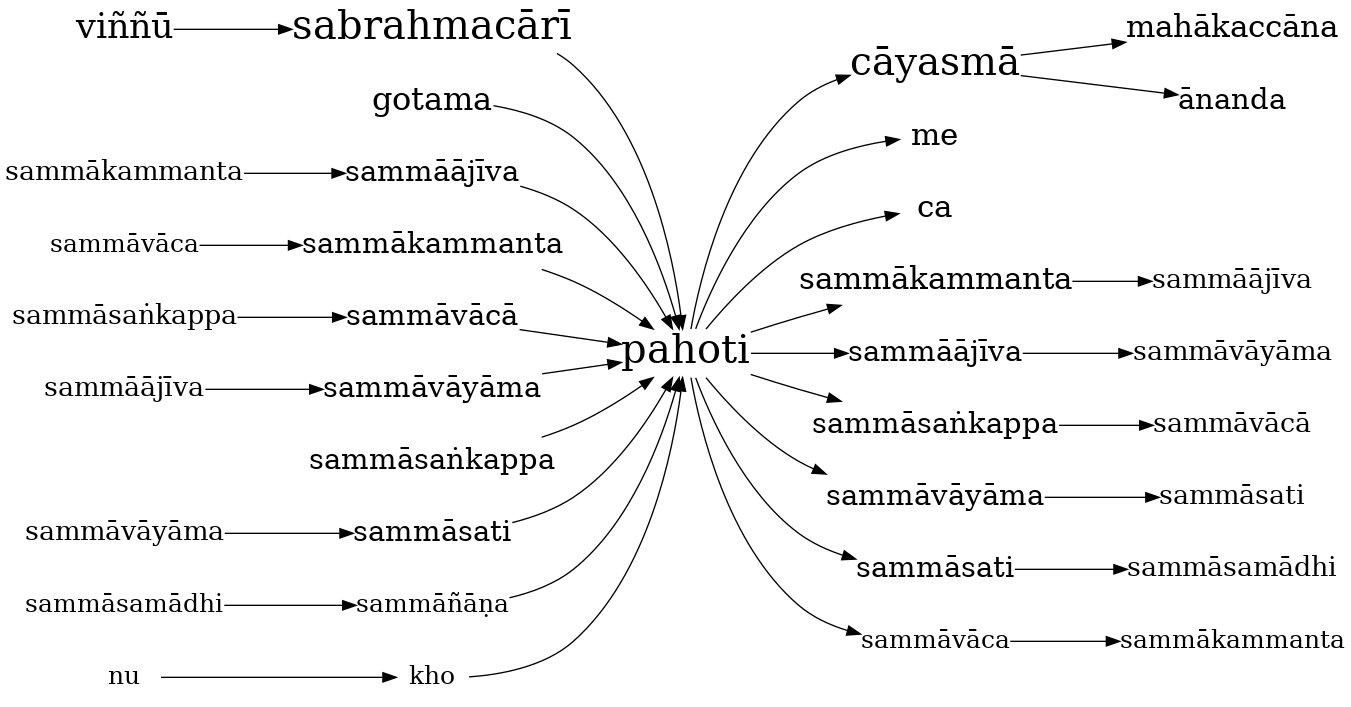 viññū sabrahmacārī mahākaccāna
cāyasmā
gotama ānanda
me
sammākammanta sammāājīva
ca
sammāvāca sammākammanta
sammākammanta sammāājīva
sammāsaṅkappa sammāvācā
pahoti
sammāājīva sammāvāyāma
sammāājīva sammāvāyāma
sammāsaṅkappa sammāvācā
sammāsaṅkappa
sammāvāyāma sammāsati
sammāvāyāma sammāsati
sammāsati sammāsamādhi
sammāsamādhi sammāñāṇa
sammāvāca sammākammanta
nu kho